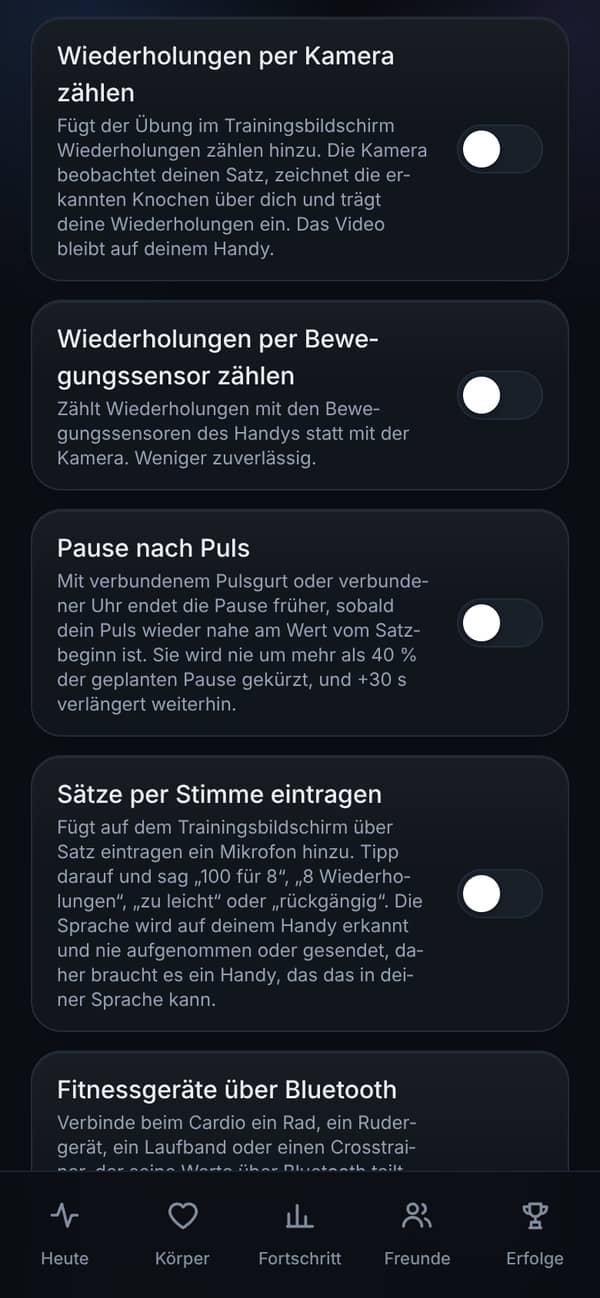 Wiederholungen per Kamera
zählen
Fügt der Übung im Trainingsbildschirm
Wiederholungen zählen hinzu. Die Kamera
beobachtet deinen Satz, zeichnet die er-
kannten Knochen über dich und trägt
deine Wiederholungen ein. Das Video
bleibt auf deinem Handy.
Wiederholungen per Bewe-
gungssensor zählen
Zählt Wiederholungen mit den Bewe-
gungssensoren des Handys statt mit der
Kamera. Weniger zuverlässig.
Pause nach Puls
Mit verbundenem Pulsgurt oder verbunde-
ner Uhr endet die Pause früher, sobald
dein Puls wieder nahe am Wert vom Satz-
beginn ist. Sie wird nie um mehr als 40 %
der geplanten Pause gekürzt, und +30 s
verlängert weiterhin.
Sätze per Stimme eintragen
Fügt auf dem Trainingsbildschirm über
Satz eintragen ein Mikrofon hinzu. Tipp
darauf und sag „100 für 8“, „8 Wiederho-
lungen“, „zu leicht“ oder „rückgängig“. Die
Sprache wird auf deinem Handy erkannt
und nie aufgenommen oder gesendet, da-
her braucht es ein Handy, das das in dei-
ner Sprache kann.
Fitnessgeräte über Bluetooth
Verbinde beim Cardio ein Rad, ein Ruder-
gerät, ein Laufband oder einen Crosstrai-
ner, der seine Werte über Bluetooth teilt
Heute
Körper
Fortschritt
Freunde
Erfolge